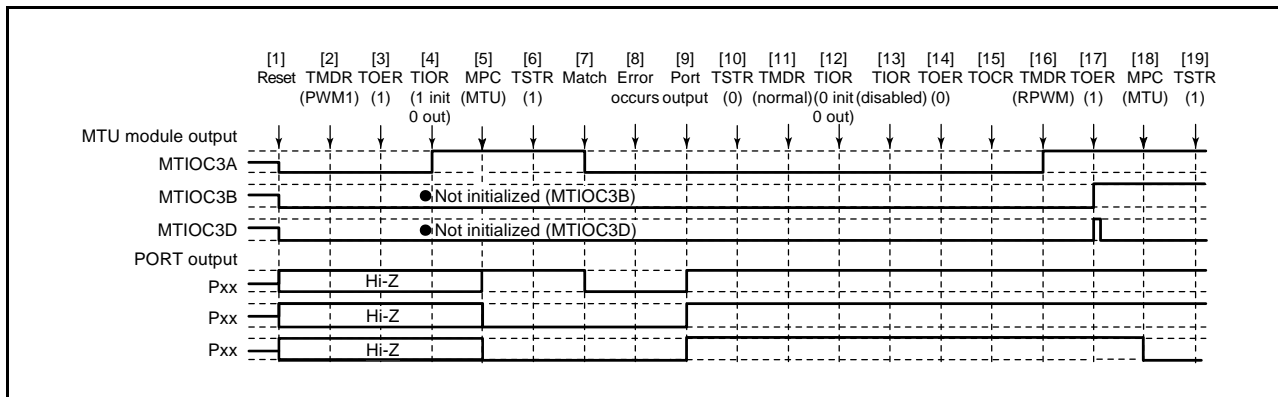 [1] [2] [3] [4] [5] [6] [7] [8] [9] [10] [11] [12] [13] [14] [15] [16] [17] [18] [19]
Reset TMDR TOER TIOR MPC TSTR Match Error Port TSTR TMDR TIOR TIOR TOER TOCR TMDR TOER MPC TSTR
(PWM1) (1) (1 init (MTU) (1) occurs output (0) (normal) (0 init (disabled) (0) (RPWM) (1) (MTU) (1)
0 out) 0 out)
MTU module output
MTIOC3A
MTIOC3B ●Not initialized (MTIOC3B)
MTIOC3D ●Not initialized (MTIOC3D)
PORT output
Pxx Hi-Z
Pxx Hi-Z
Pxx Hi-Z